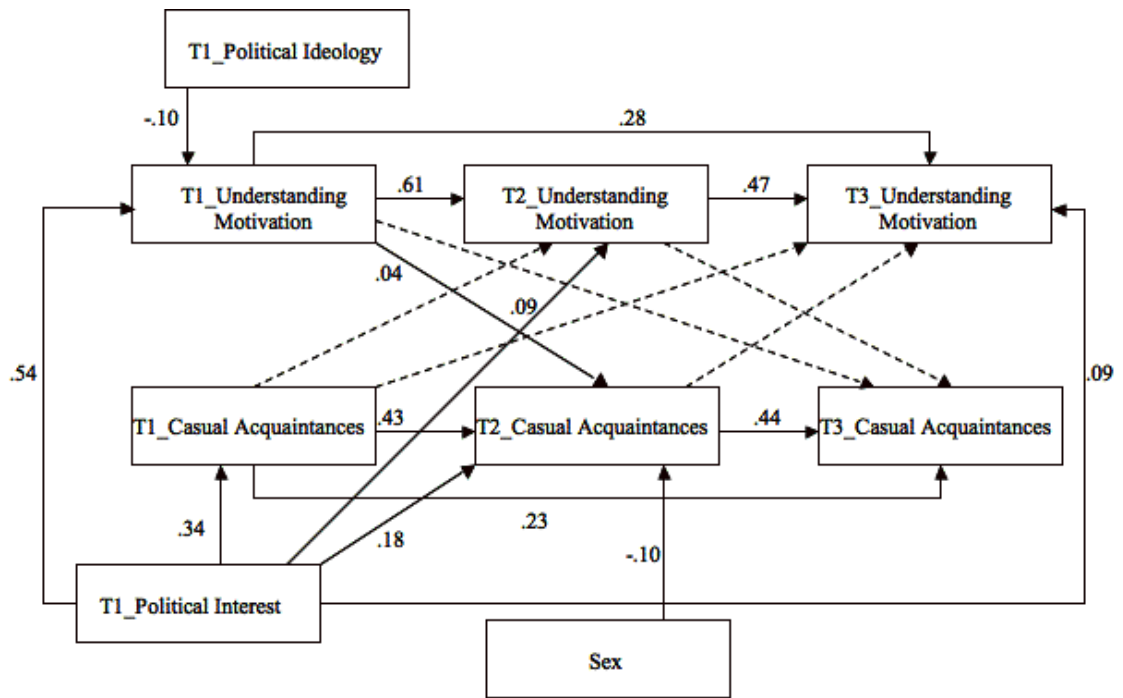 T1_Political Ideology
-.10
.28
T1_Understanding
Motivation
.61
T2_Understanding
Motivation
.47
T3_Understanding
Motivation
.04
.09
.54
.09
T1_Casual Acquaintances
.43
T2_Casual Acquaintances
.44
T3_Casual Acquaintances
.34
.18
.23
-.10
T1_Political Interest
Sex